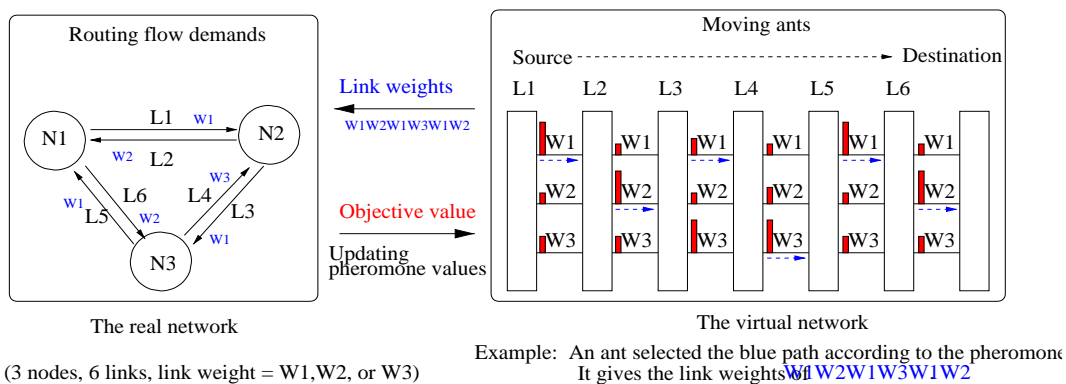 Routing flow demands
N1
L1
W1
N2
W2
L2
L6
W3
L4
W1
L5
W2
L3
W1
N3
The real network
(3 nodes, 6 links, link weight = W1,W2, or W3)
Link weights
W1W2W1W3W1W2
Objective value
Updating
pheromone values
Moving ants
Source
Destination
L1 L2 L3 L4 L5 L6
W1 W1 W1 W1 W1 W1
W2 W2 W2 W2 W2 W2
W3 W3 W3 W3 W3 W3
The virtual network
Example: An ant selected the blue path according to the pheromone
It gives the link weights of W1W2W1W3W1W2